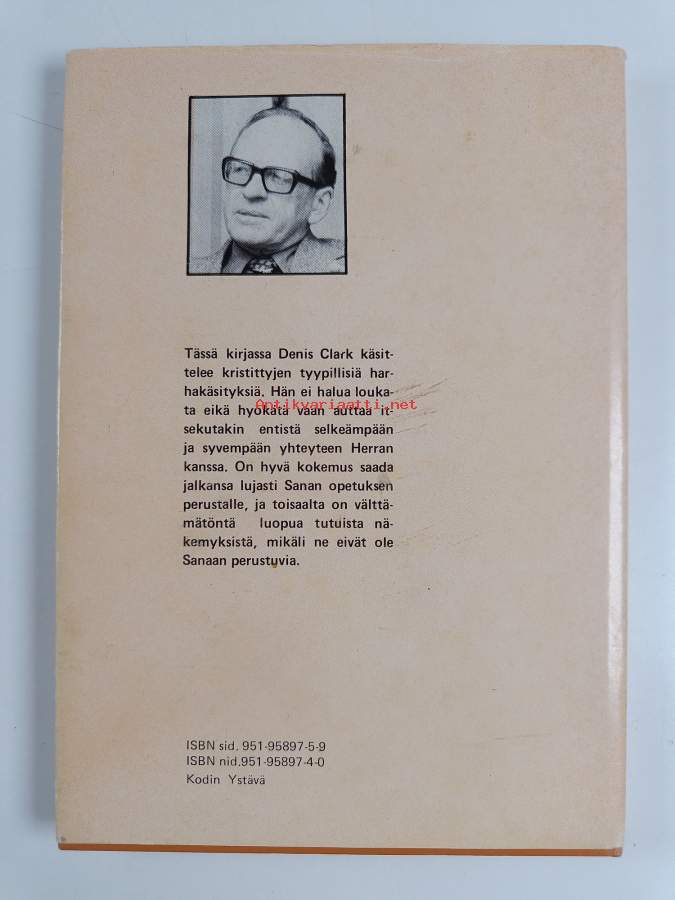 Tässä kirjassa Denis Clark käsit-
telee kristittyjen tyypillisiä har-
hakäsityksiä. Hän ei halua louka-
Antikvariaatti.net
ta eikä hyökätä vaan auttaa it-
sekutakin entistä selkeämpään
ja syvempään yhteyteen Herran
kanssa. On hyvä kokemus saada
jalkansa lujasti Sanan opetuksen
perustalle, ja toisaalta on välttä-
mätöntä luopua tutuista nä-
kemyksistä, mikäli ne eivät ole
Sanaan perustuvia.
ISBN sid. 951-95897-5-9
ISBN nid.951-95897-4-0
Kodin Ystävä